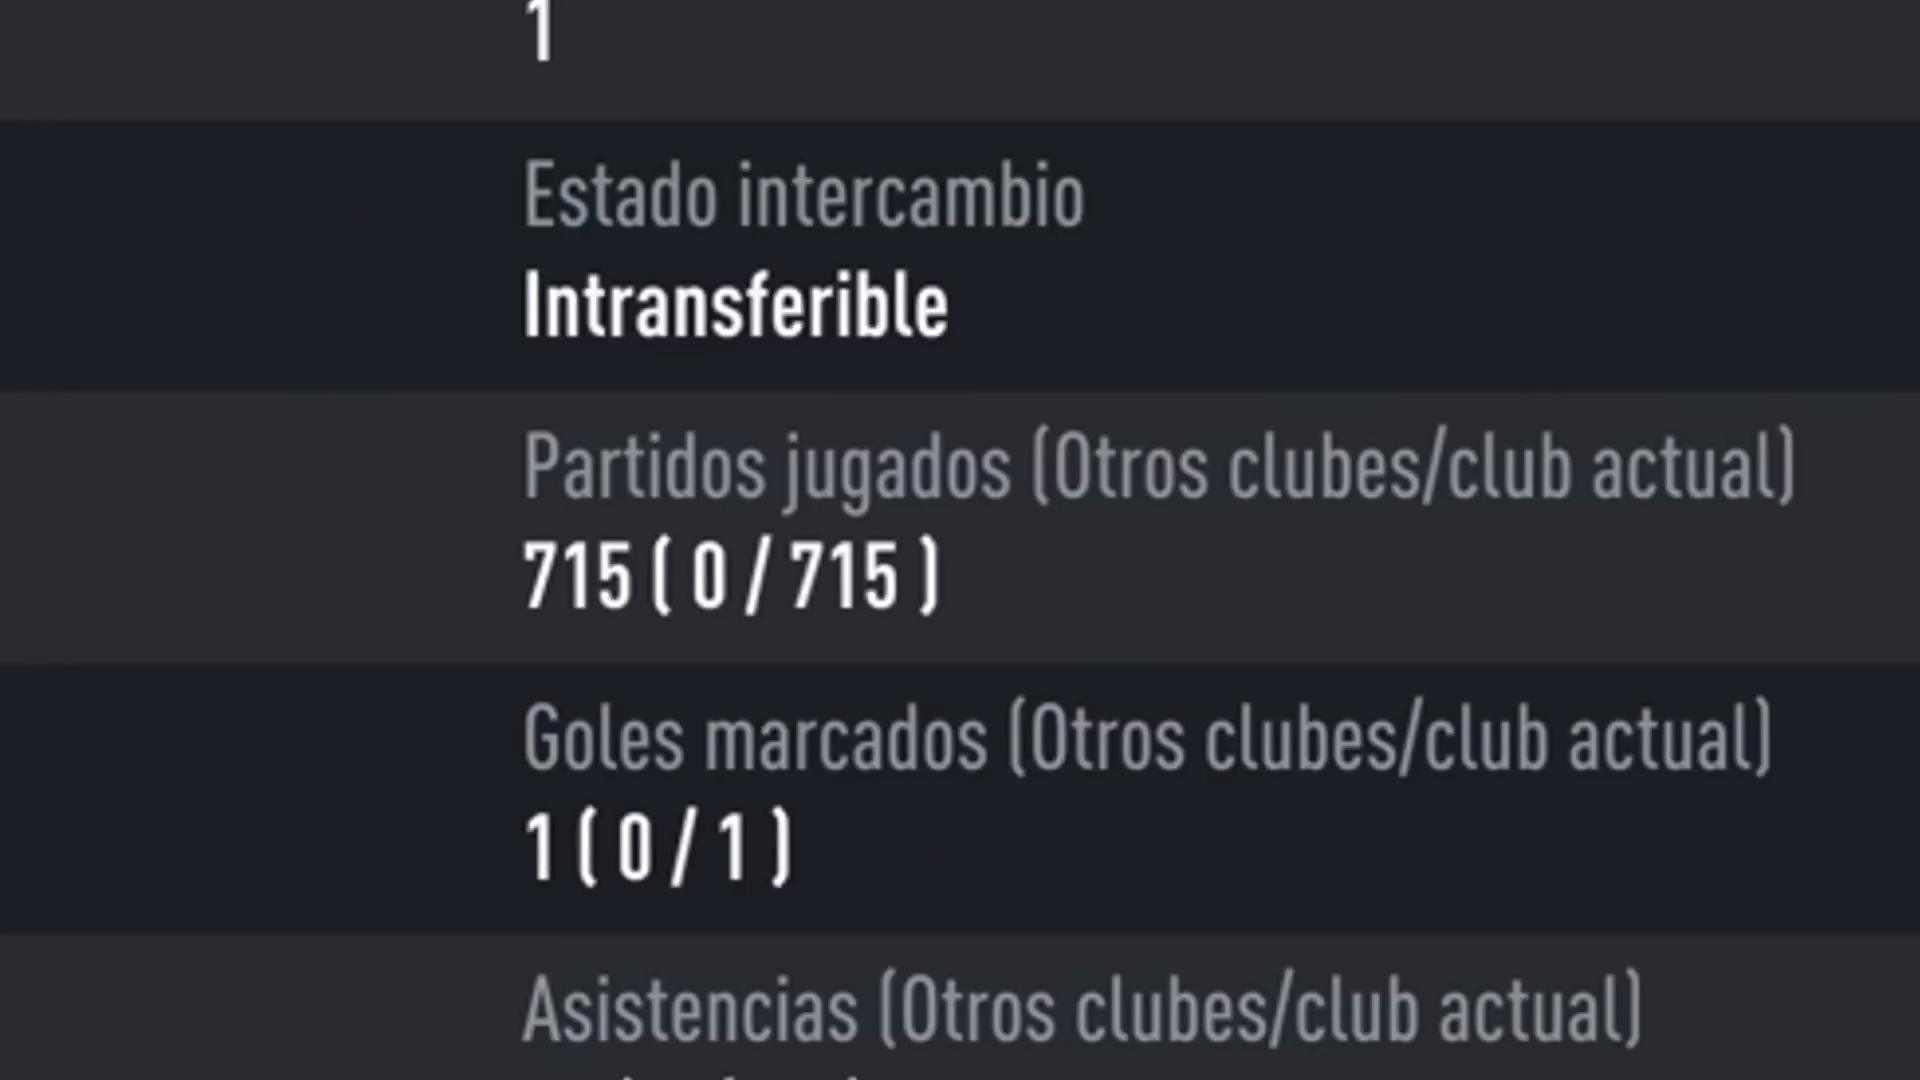 1
Estado intercambio
Intransferible
Partidos jugados (Otros clubes/club actual)
715 ( 0 / 715 )
Goles marcados (Otros clubes/club actual)
1 ( 0 / 1 )
Asistencias (Otros clubes/club actual)